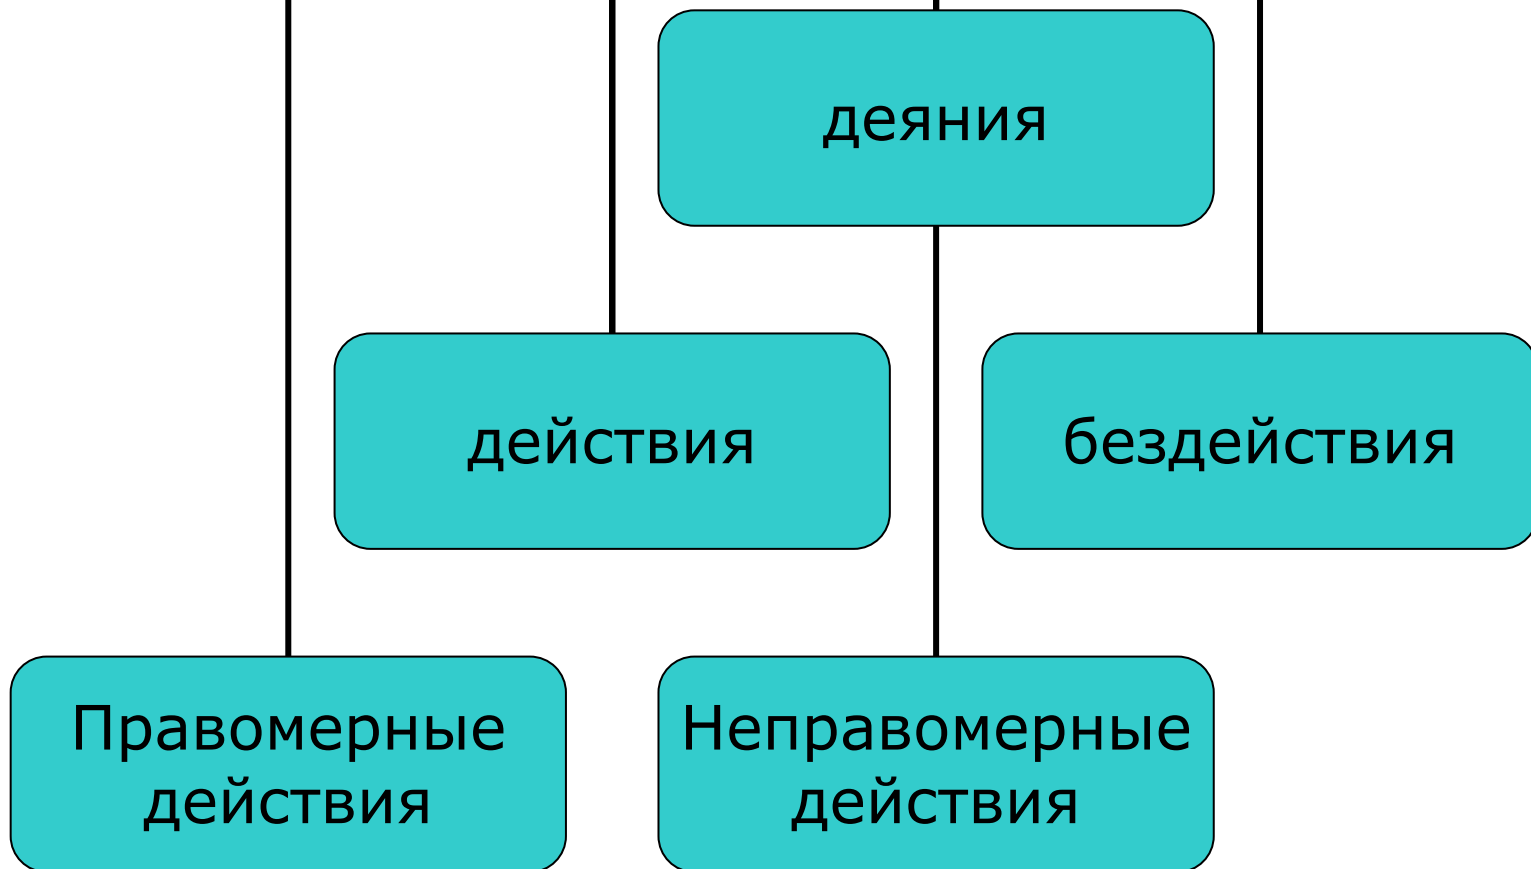 деяния
действия
бездействия
Правомерные
действия
Неправомерные
действия